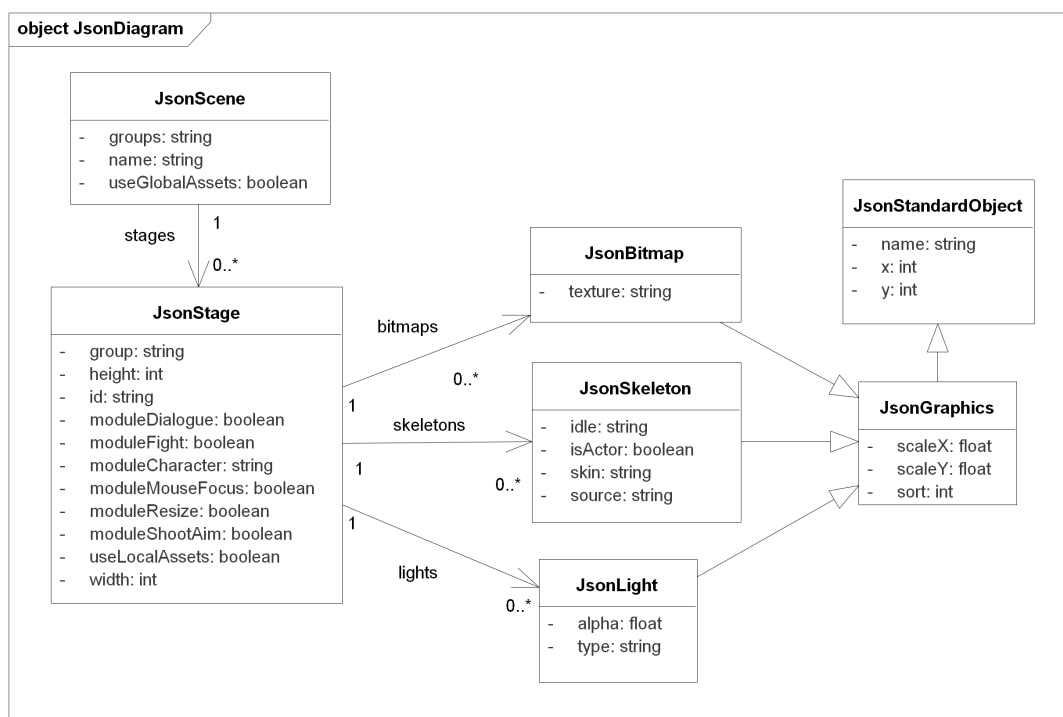 object JsonDiagram
JsonScene
- groups: string
- name: string
- useGlobalAssets: boolean
1
stages
0..*
JsonStage
- group: string
- height: int
- id: string
- moduleDialogue: boolean
- moduleFight: boolean
- moduleCharacter: string
- moduleMouseFocus: boolean
- moduleResize: boolean
- moduleShootAim: boolean
- useLocalAssets: boolean
- width: int
bitmaps
1
0..*
skeletons
1
0..*
1
lights
0..*
JsonBitmap
- texture: string
JsonSkeleton
- idle: string
- isActor: boolean
- skin: string
- source: string
JsonLight
- alpha: float
- type: string
JsonStandardObject
- name: string
- x: int
- y: int
JsonGraphics
- scaleX: float
- scaleY: float
- sort: int